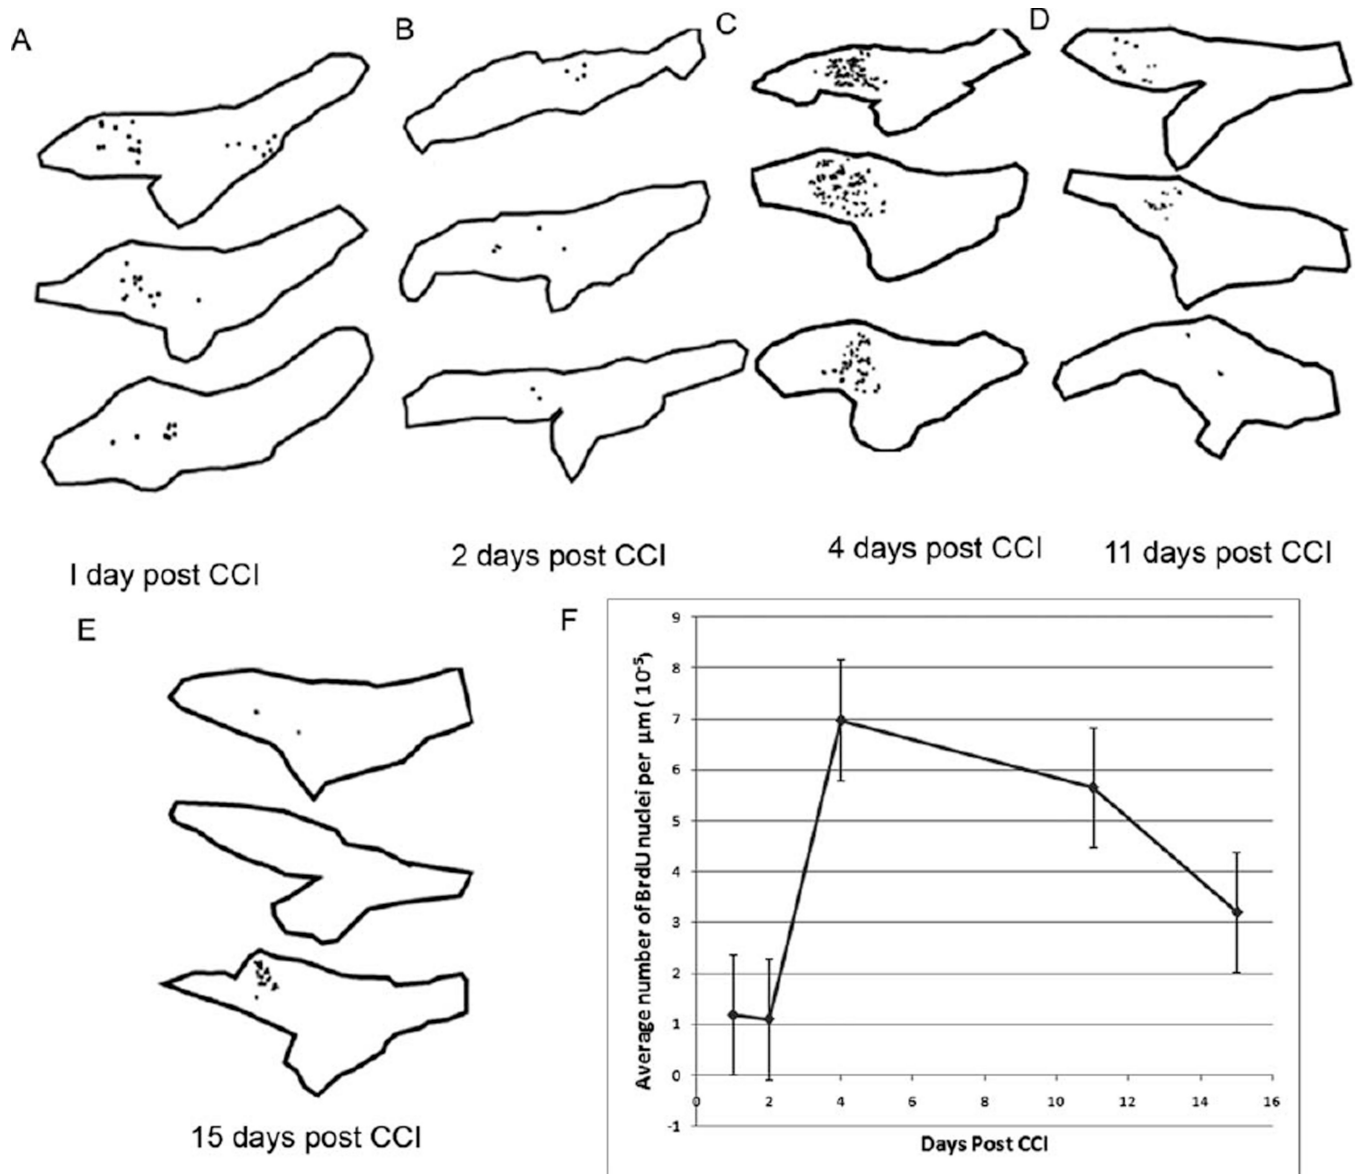 A
B
C
D
I day post CCI
2 days post CCI
4 days post CCI
11 days post CCI
E
F
15 days post CCI
Average number of BrdU nuclei per µm ( 10⁻⁵)
9
8
7
6
5
4
3
2
1
0
-1
0 2 4 6 8 10 12 14 16
Days Post CCI